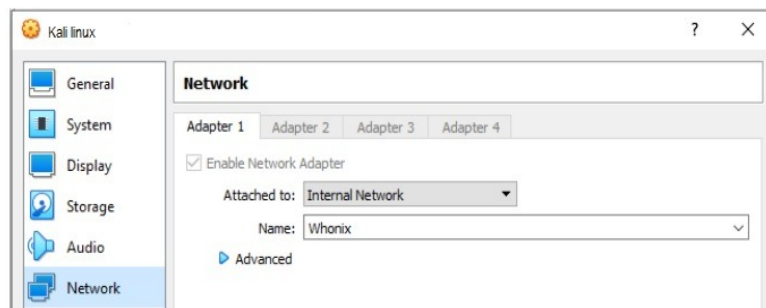 Kali linux ? X
General
System
Display
Storage
Audio
Network
Network
Adapter 1 Adapter 2 Adapter 3 Adapter 4
Enable Network Adapter
Attached to: Internal Network
Name: Whonix
Advanced